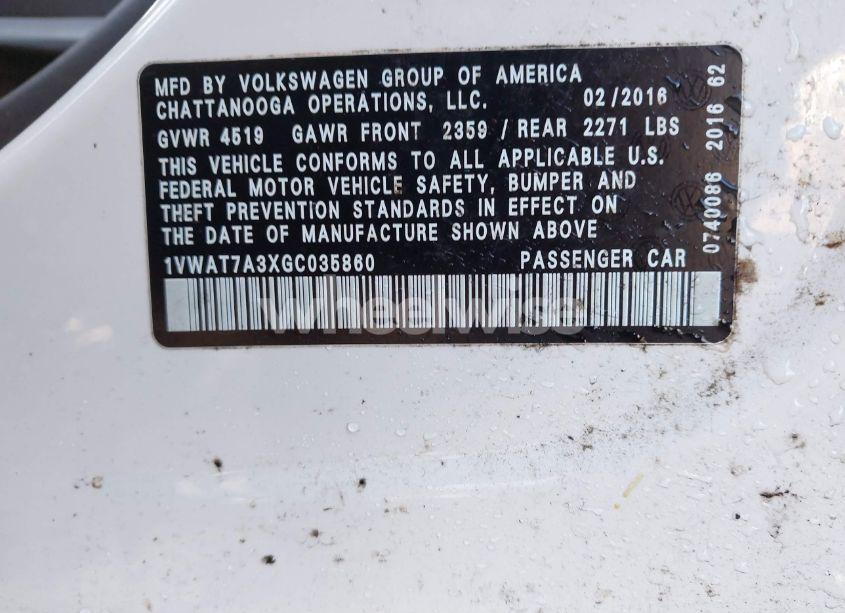 MFD BY VOLKSWAGEN GROUP OF AMERICA
CHATTANOOGA OPERATIONS, LLC. 02/2016
GVWR 4519 GAWR FRONT 2359 / REAR 2271 LBS
THIS VEHICLE CONFORMS TO ALL APPLICABLE U.S.
FEDERAL MOTOR VEHICLE SAFETY, BUMPER AND
THEFT PREVENTION STANDARDS IN EFFECT ON
THE DATE OF MANUFACTURE SHOWN ABOVE
1VWAT7A3XGC035860 PASSENGER CAR
0740086 2016 62
wheelwise